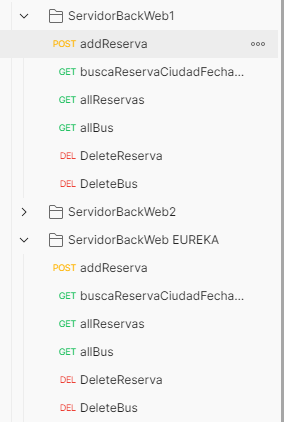 ServidorBackWeb1
POST addReserva
GET buscaReservaCiudadFecha...
GET allReservas
GET allBus
DEL DeleteReserva
DEL DeleteBus
ServidorBackWeb2
ServidorBackWeb EUREKA
POST addReserva
GET buscaReservaCiudadFecha...
GET allReservas
GET allBus
DEL DeleteReserva
DEL DeleteBus